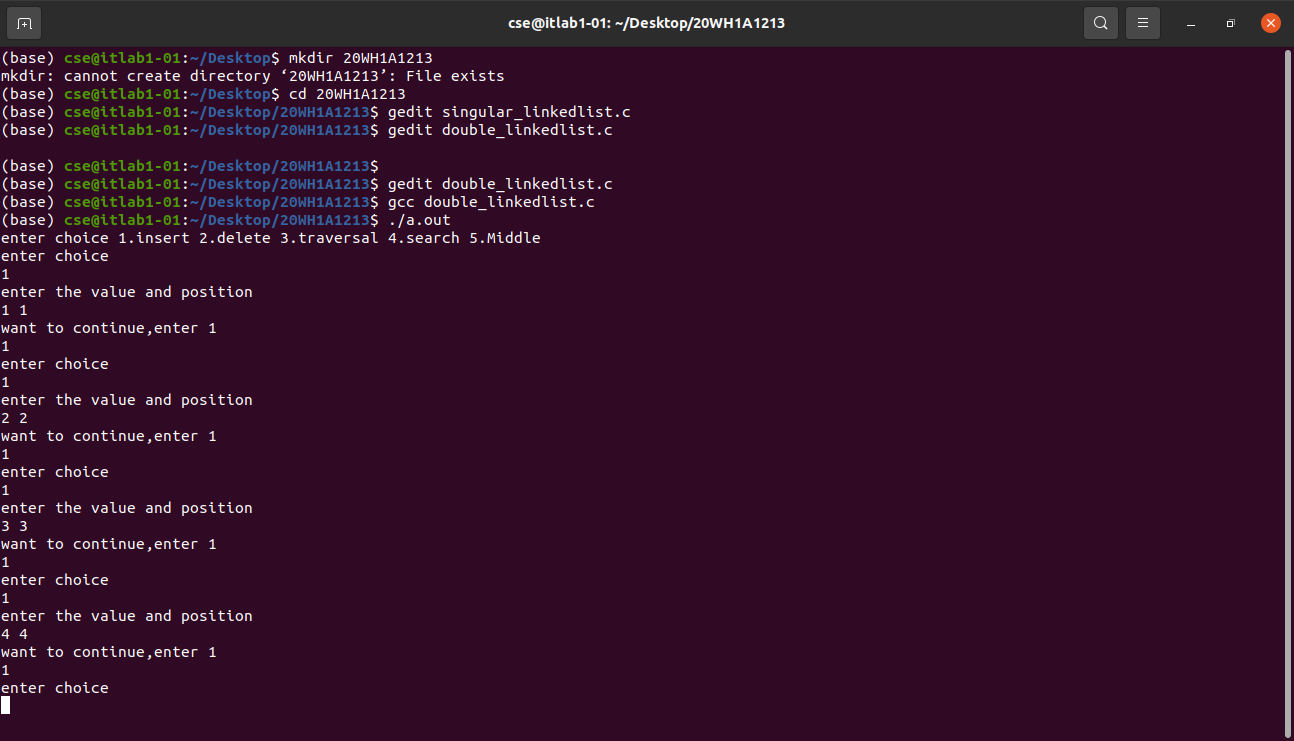 cse@itlab1-01: ~/Desktop/20WH1A1213
(base) cse@itlab1-01:~/Desktop$ mkdir 20WH1A1213
mkdir: cannot create directory ‘20WH1A1213’: File exists
(base) cse@itlab1-01:~/Desktop$ cd 20WH1A1213
(base) cse@itlab1-01:~/Desktop/20WH1A1213$ gedit singular_linkedlist.c
(base) cse@itlab1-01:~/Desktop/20WH1A1213$ gedit double_linkedlist.c
(base) cse@itlab1-01:~/Desktop/20WH1A1213$
(base) cse@itlab1-01:~/Desktop/20WH1A1213$ gedit double_linkedlist.c
(base) cse@itlab1-01:~/Desktop/20WH1A1213$ gcc double_linkedlist.c
(base) cse@itlab1-01:~/Desktop/20WH1A1213$ ./a.out
enter choice 1.insert 2.delete 3.traversal 4.search 5.Middle
enter choice
1
enter the value and position
1 1
want to continue,enter 1
1
enter choice
1
enter the value and position
2 2
want to continue,enter 1
1
enter choice
1
enter the value and position
3 3
want to continue,enter 1
1
enter choice
1
enter the value and position
4 4
want to continue,enter 1
1
enter choice